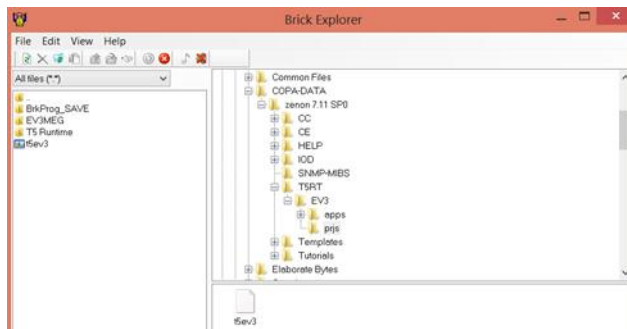 Brick Explorer
File Edit View Help
All files (*.*)
..
BrkProg_SAVE
EV3MEG
T5 Runtime
t5ev3
Common Files
COPA-DATA
zenon 7.11 SP0
CC
CE
HELP
IOD
SNMP-MIBS
T5RT
EV3
apps
prjs
Templates
Tutorials
Elaborate Bytes
t5ev3